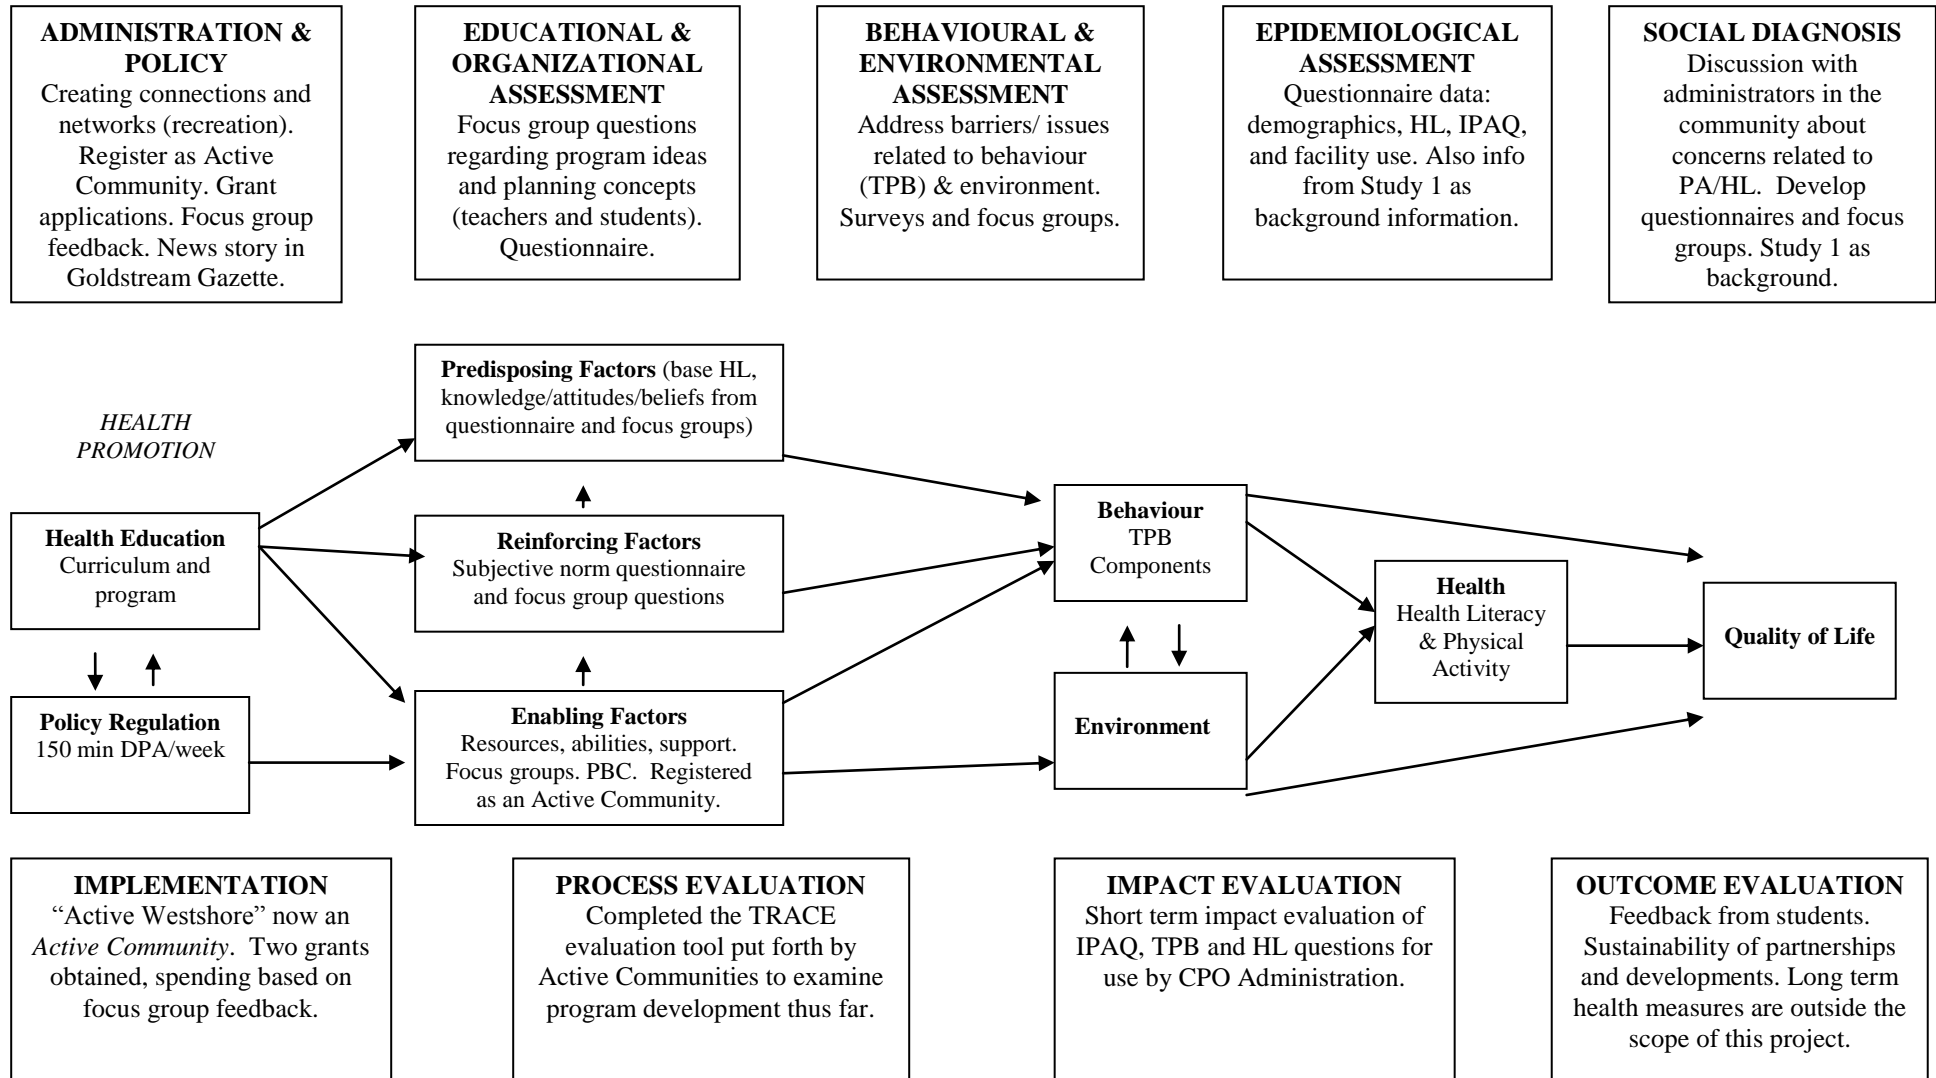 ADMINISTRATION &
POLICY
Creating connections and
networks (recreation).
Register as Active
Community. Grant
applications. Focus group
feedback. News story in
Goldstream Gazette.
EDUCATIONAL &
ORGANIZATIONAL
ASSESSMENT
Focus group questions
regarding program ideas
and planning concepts
(teachers and students).
Questionnaire.
BEHAVIOURAL &
ENVIRONMENTAL
ASSESSMENT
Address barriers/ issues
related to behaviour
(TPB) & environment.
Surveys and focus groups.
EPIDEMIOLOGICAL
ASSESSMENT
Questionnaire data:
demographics, HL, IPAQ,
and facility use. Also info
from Study 1 as
background information.
SOCIAL DIAGNOSIS
Discussion with
administrators in the
community about
concerns related to
PA/HL. Develop
questionnaires and focus
groups. Study 1 as
background.
HEALTH
PROMOTION
Health Education
Curriculum and
program
Policy Regulation
150 min DPA/week
Predisposing Factors (base HL,
knowledge/attitudes/beliefs from
questionnaire and focus groups)
Reinforcing Factors
Subjective norm questionnaire
and focus group questions
Enabling Factors
Resources, abilities, support.
Focus groups. PBC. Registered
as an Active Community.
Behaviour
TPB
Components
Environment
Health
Health Literacy
& Physical
Activity
Quality of Life
IMPLEMENTATION
“Active Westshore” now an
Active Community. Two grants
obtained, spending based on
focus group feedback.
PROCESS EVALUATION
Completed the TRACE
evaluation tool put forth by
Active Communities to examine
program development thus far.
IMPACT EVALUATION
Short term impact evaluation of
IPAQ, TPB and HL questions for
use by CPO Administration.
OUTCOME EVALUATION
Feedback from students.
Sustainability of partnerships
and developments. Long term
health measures are outside the
scope of this project.